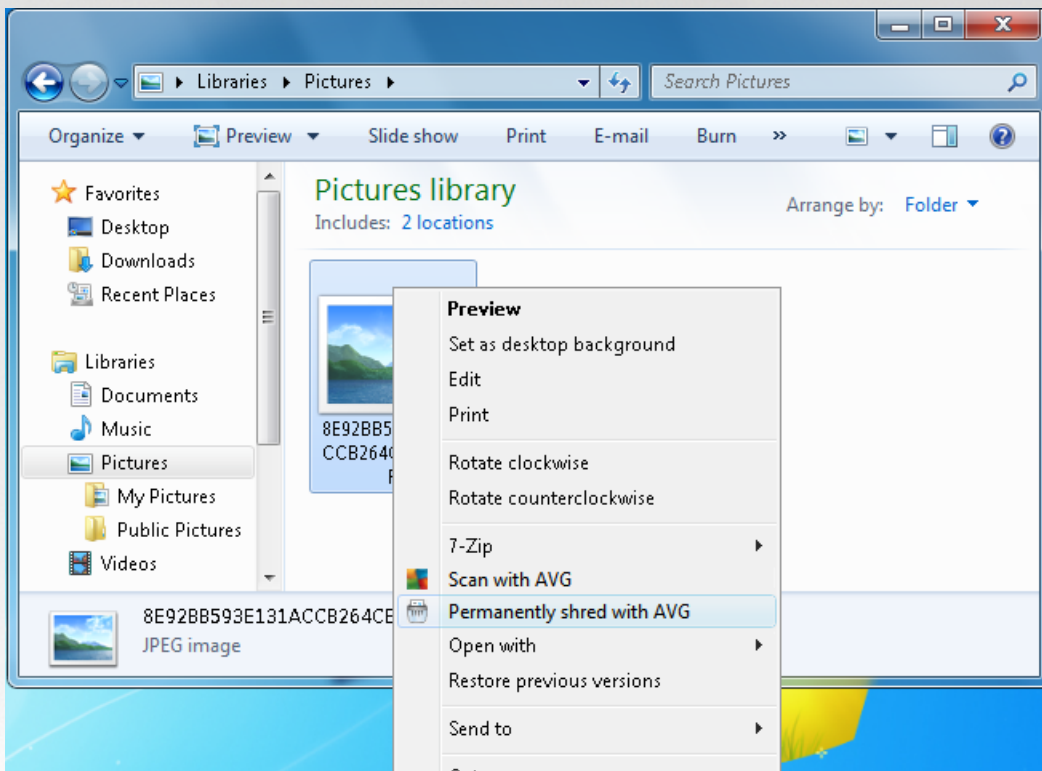 Libraries Pictures
Search Pictures
Organize Preview Slide show Print E-mail Burn »
Favorites
Desktop
Downloads
Recent Places
Libraries
Documents
Music
Pictures
My Pictures
Public Pictures
Videos
Pictures library
Includes: 2 locations
Arrange by: Folder
8E92BB5
CCB264
Preview
Set as desktop background
Edit
Print
Rotate clockwise
Rotate counterclockwise
7-Zip
Scan with AVG
Permanently shred with AVG
Open with
Restore previous versions
Send to
8E92BB593E131ACCB264CE
JPEG image